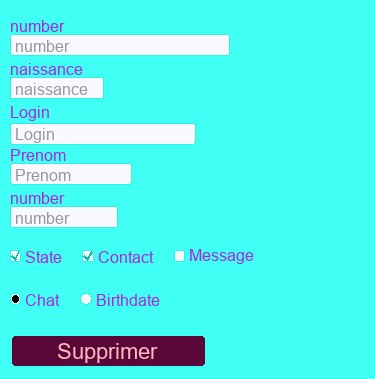 number
number
naissance
naissance
Login
Login
Prenom
Prenom
number
number
State Contact Message
Chat Birthdate
Supprimer